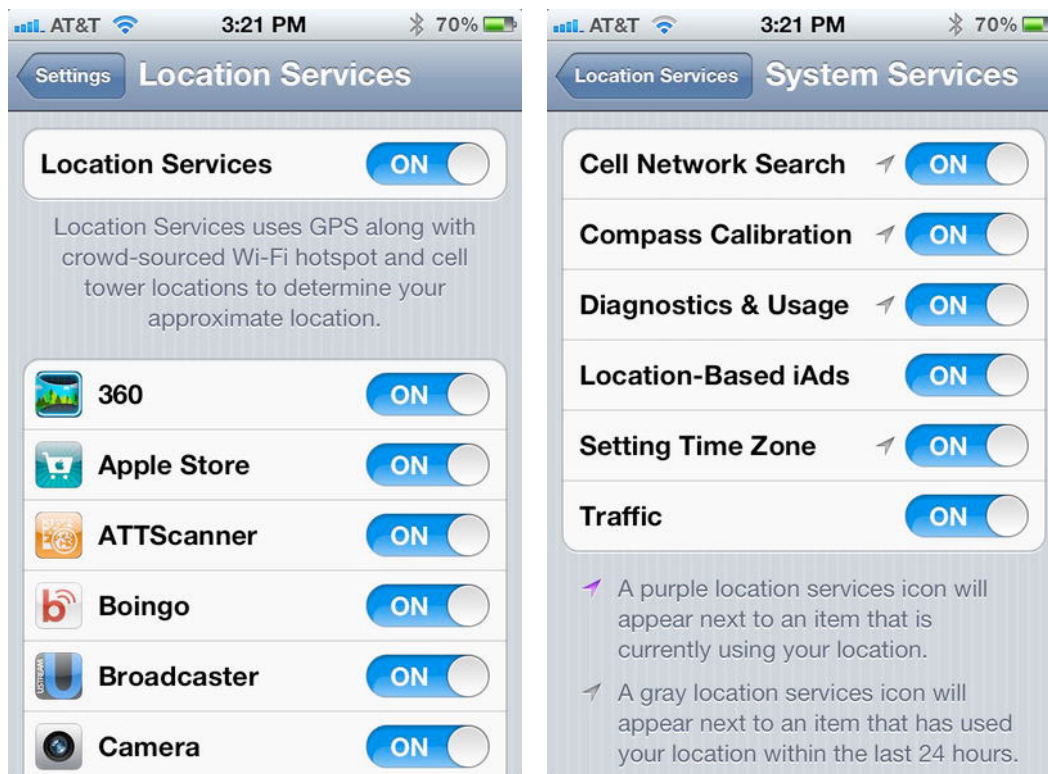 AT&T 3:21 PM 70%
Settings Location Services
Location Services ON
Location Services uses GPS along with
crowd-sourced Wi-Fi hotspot and cell
tower locations to determine your
approximate location.
360 ON
Apple Store ON
ATTScanner ON
b Boingo ON
USTREAM U Broadcaster ON
Camera ON
AT&T 3:21 PM 70%
Location Services System Services
Cell Network Search ON
Compass Calibration ON
Diagnostics & Usage ON
Location-Based iAds ON
Setting Time Zone ON
Traffic ON
A purple location services icon will
appear next to an item that is
currently using your location.
A gray location services icon will
appear next to an item that has used
your location within the last 24 hours.